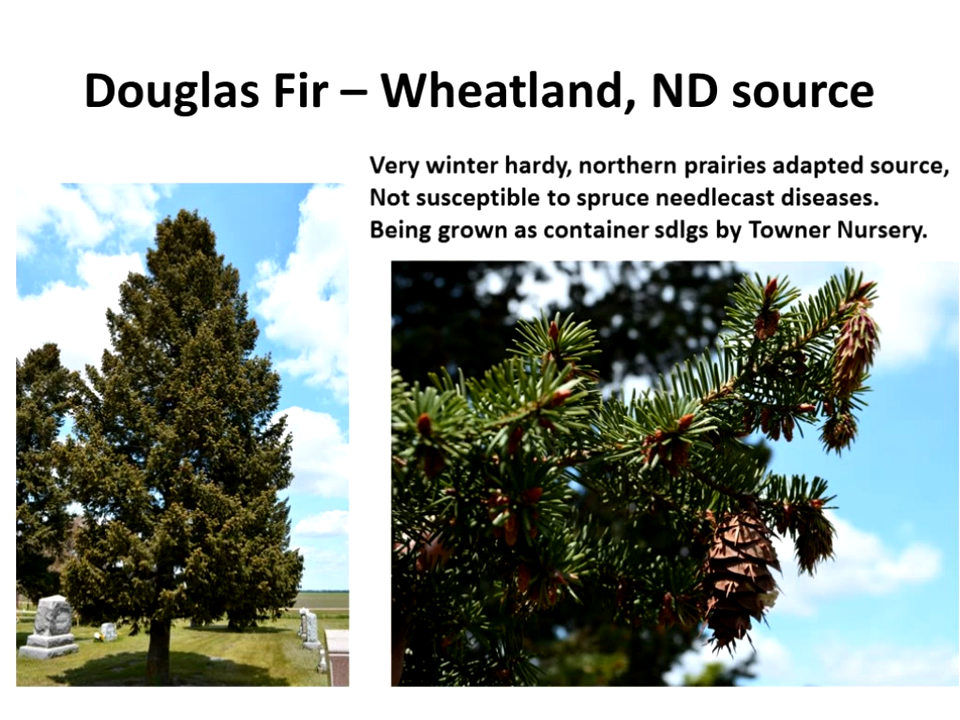 Douglas Fir – Wheatland, ND source
Very winter hardy, northern prairies adapted source,
Not susceptible to spruce needlecast diseases.
Being grown as container sdlgs by Towner Nursery.